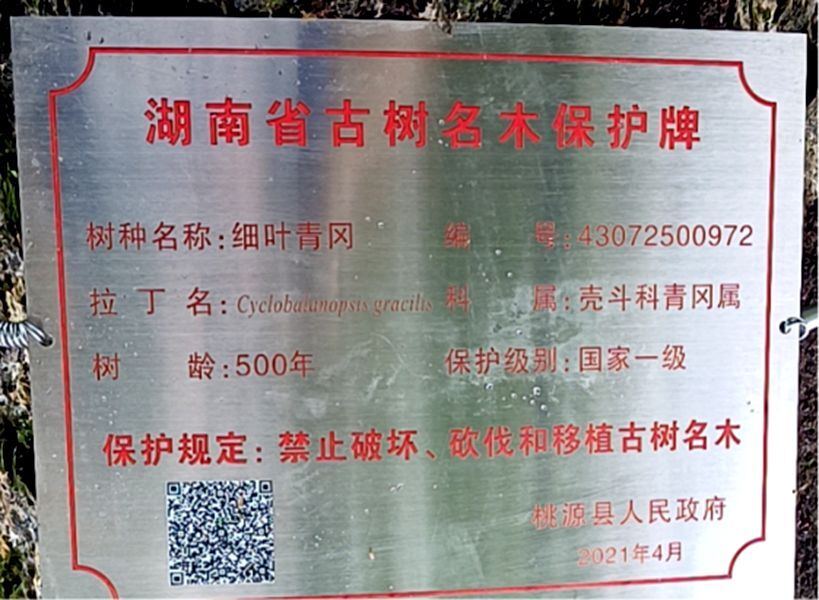 湖南省古树名木保护牌
树种名称:细叶青冈 编 号:43072500972
拉 丁 名:Cyclobalanopsis gracilis 科 属:壳斗科青冈属
树 龄:500年 保护级别:国家一级
保护规定:禁止破坏、砍伐和移植古树名木
桃源县人民政府
2021年4月